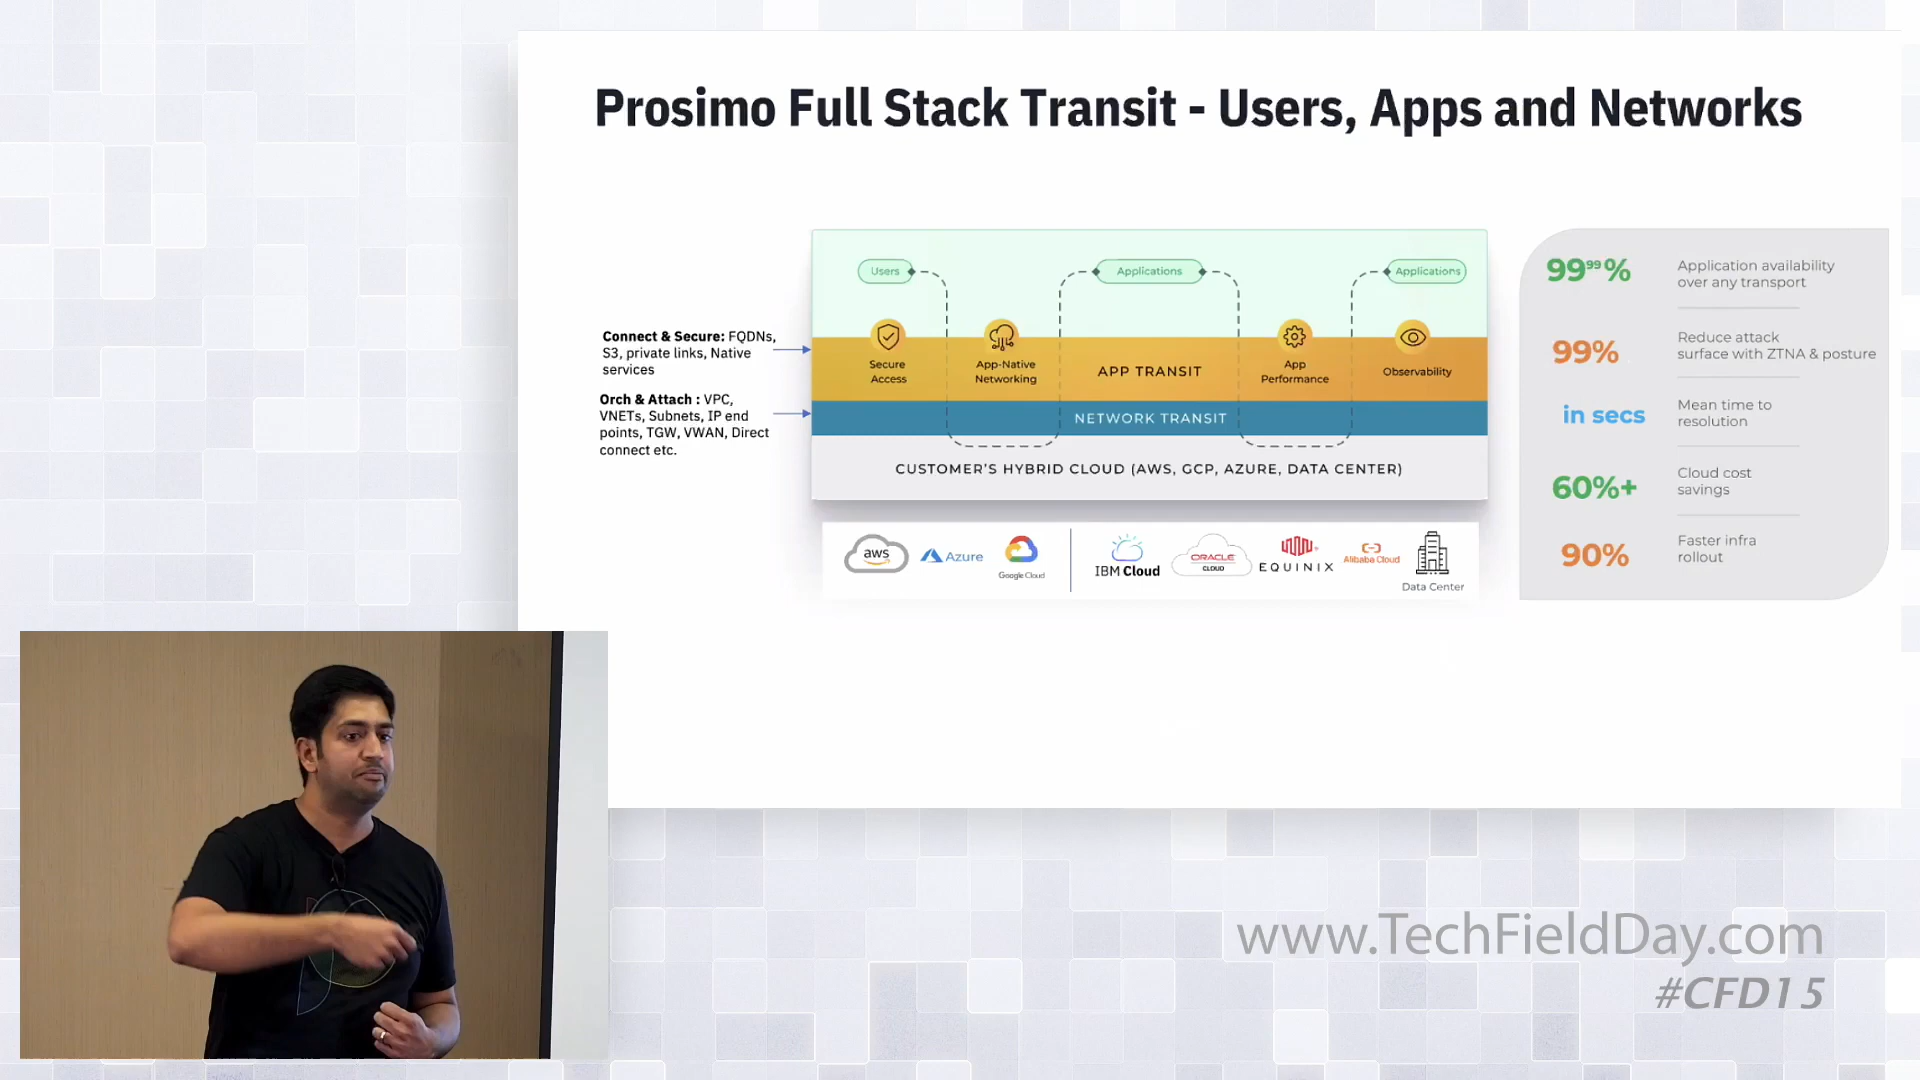 Prosimo Full Stack Transit - Users, Apps and Networks
Users
Applications
Applications
Connect & Secure: FQDNs,
S3, private links, Native
services
Orch & Attach : VPC,
VNETs, Subnets, IP end
points, TGW, VWAN, Direct
connect etc.
Secure
Access
App-Native
Networking
APP TRANSIT
App
Performance
Observability
NETWORK TRANSIT
CUSTOMER'S HYBRID CLOUD (AWS, GCP, AZURE, DATA CENTER)
aws
Azure
Google Cloud
IBM Cloud
ORACLE
CLOUD
EQUINIX
Alibaba Cloud
Data Center
99⁹⁹%
Application availability
over any transport
99%
Reduce attack
surface with ZTNA & posture
in secs
Mean time to
resolution
60%+
Cloud cost
savings
90%
Faster infra
rollout
www.TechFieldDay.com
#CFD15